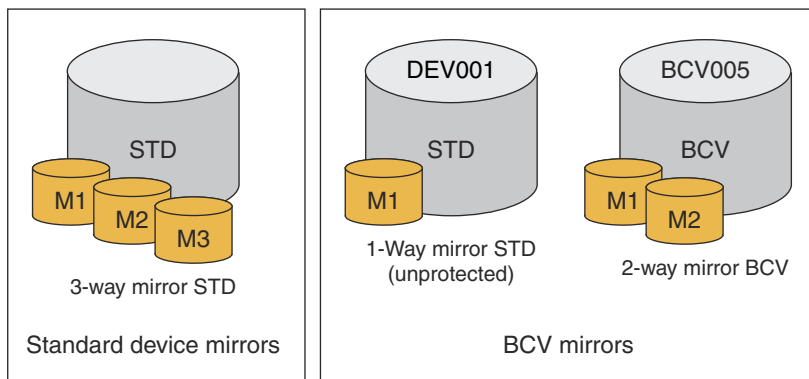 STD
M1
M2
M3
3-way mirror STD
Standard device mirrors
DEV001
STD
M1
1-Way mirror STD
(unprotected)
BCV005
BCV
M1
M2
2-way mirror BCV
BCV mirrors